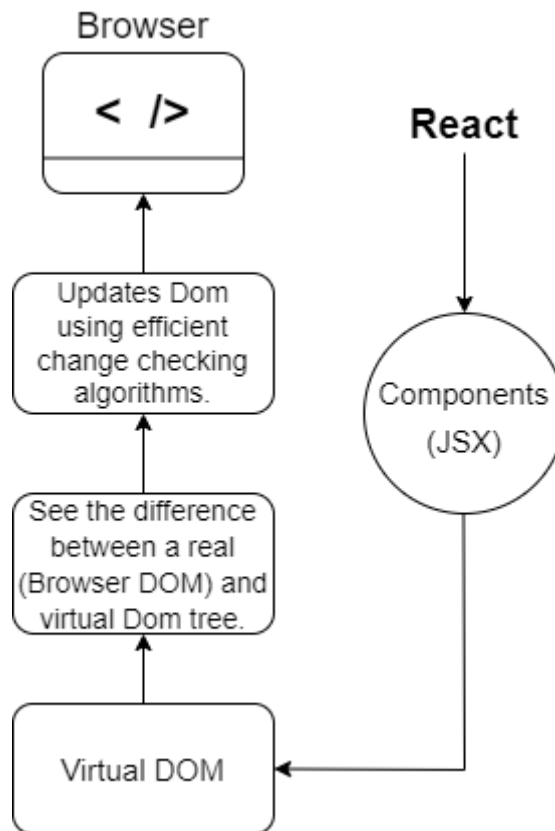 Browser
< />
React
Updates Dom
using efficient
change checking
algorithms.
Components
(JSX)
See the difference
between a real
(Browser DOM) and
virtual Dom tree.
Virtual DOM